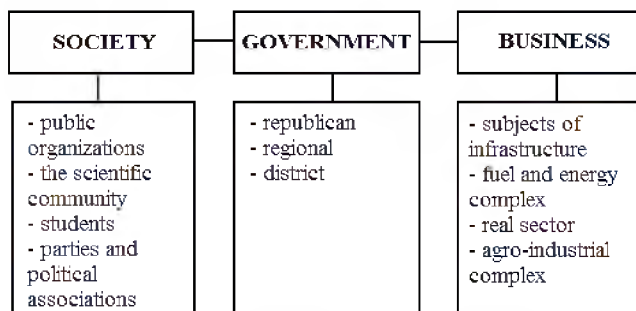 SOCIETY
GOVERNMENT
BUSINESS
- public
organizations
- the scientific
community
- students
- parties and
political
associations
- republican
- regional
- district
- subjects of
infrastructure
- fuel and energy
complex
- real sector
- agro-industrial
complex